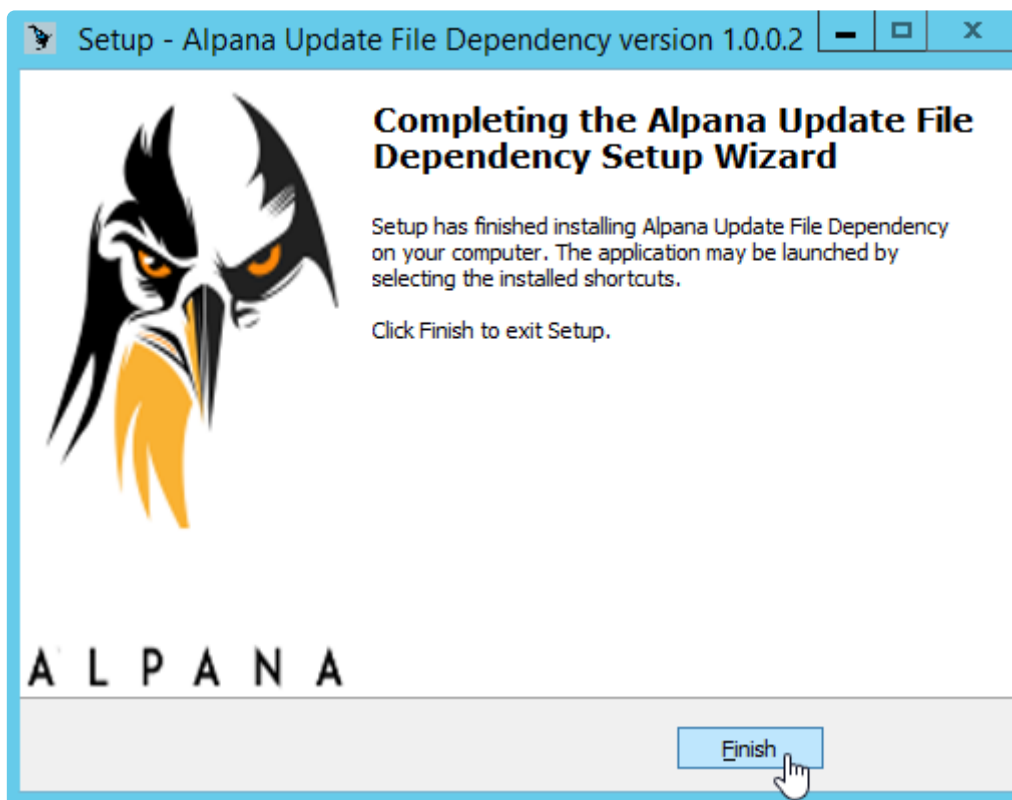 Setup - Alpana Update File Dependency version 1.0.0.2
Completing the Alpana Update File
Dependency Setup Wizard
Setup has finished installing Alpana Update File Dependency
on your computer. The application may be launched by
selecting the installed shortcuts.
Click Finish to exit Setup.
ALPANA
Finish